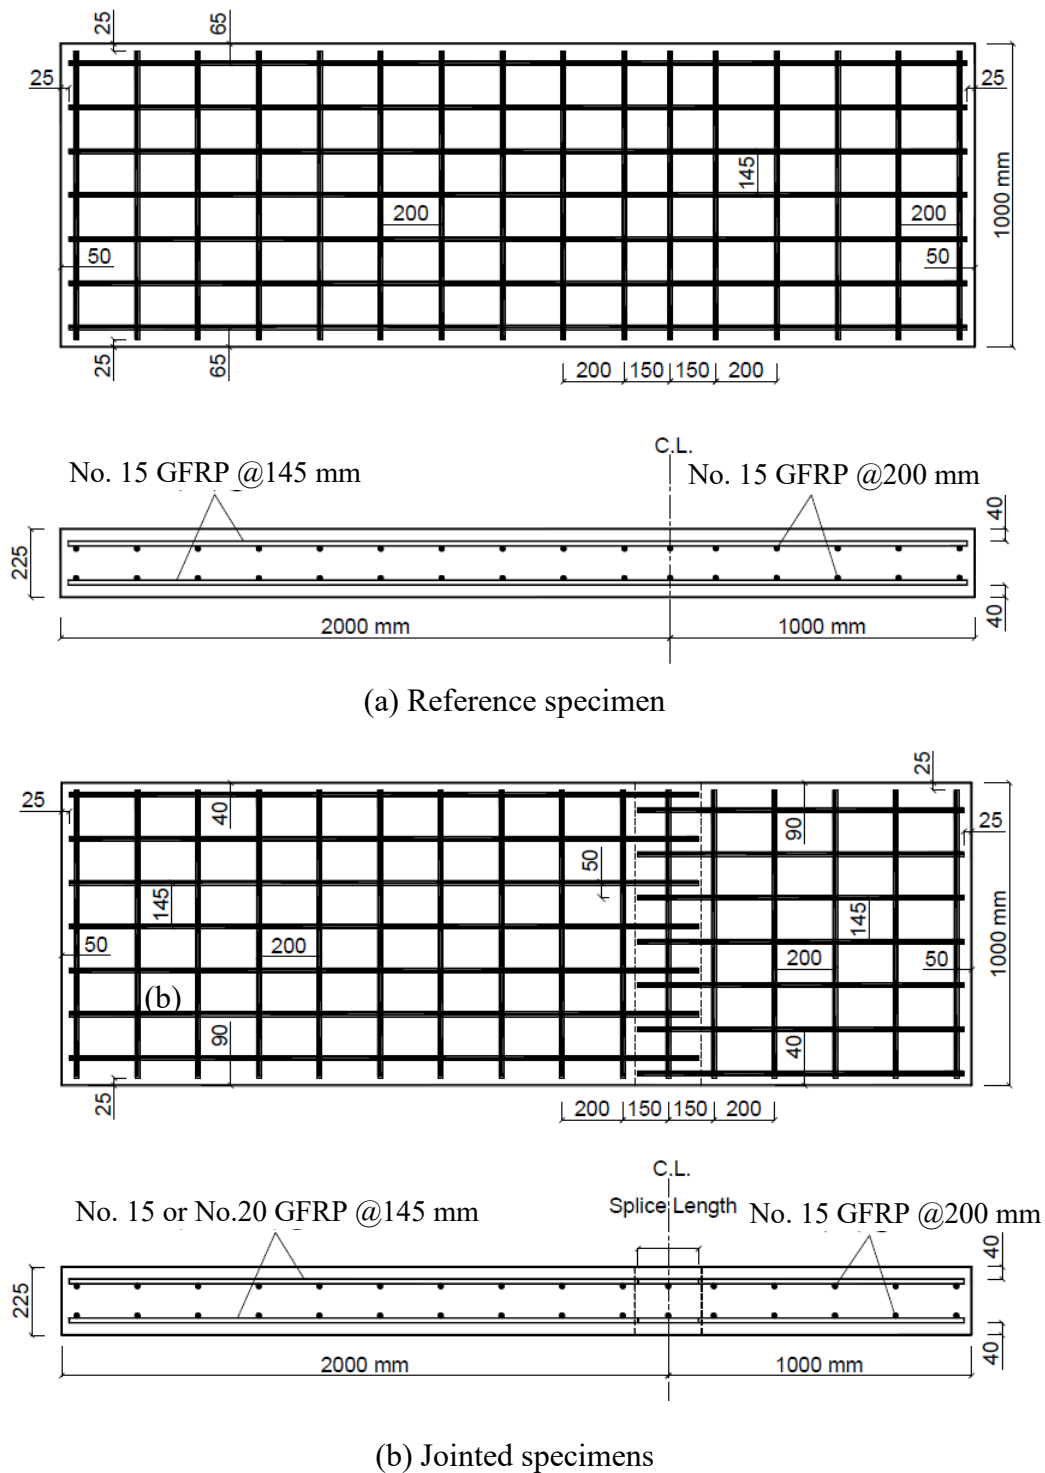 25
65
25
25
145
1000 mm
200
200
50
50
25
65
200
150
150
200
C.L.
No. 15 GFRP @145 mm
No. 15 GFRP @200 mm
40
225
40
2000 mm
1000 mm
(a) Reference specimen
25
25
40
90
25
50
145
145
1000 mm
50
200
200
50
(b)
90
40
25
200
150
150
200
C.L.
No. 15 or No.20 GFRP @145 mm
Splice Length
No. 15 GFRP @200 mm
40
225
40
2000 mm
1000 mm
(b) Jointed specimens